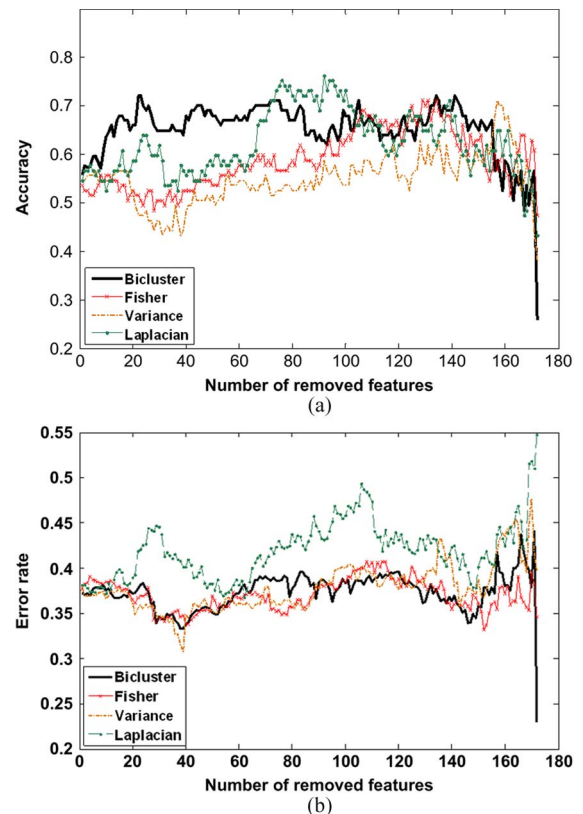 0.8
0.7
0.6
0.5
0.4
0.3
0.2
Accuracy
Bicluster
Fisher
Variance
Laplacian
0 20 40 60 80 100 120 140 160 180
Number of removed features
(a)
0.55
0.5
0.45
0.4
0.35
0.3
0.25
0.2
Error rate
Bicluster
Fisher
Variance
Laplacian
0 20 40 60 80 100 120 140 160 180
Number of removed features
(b)